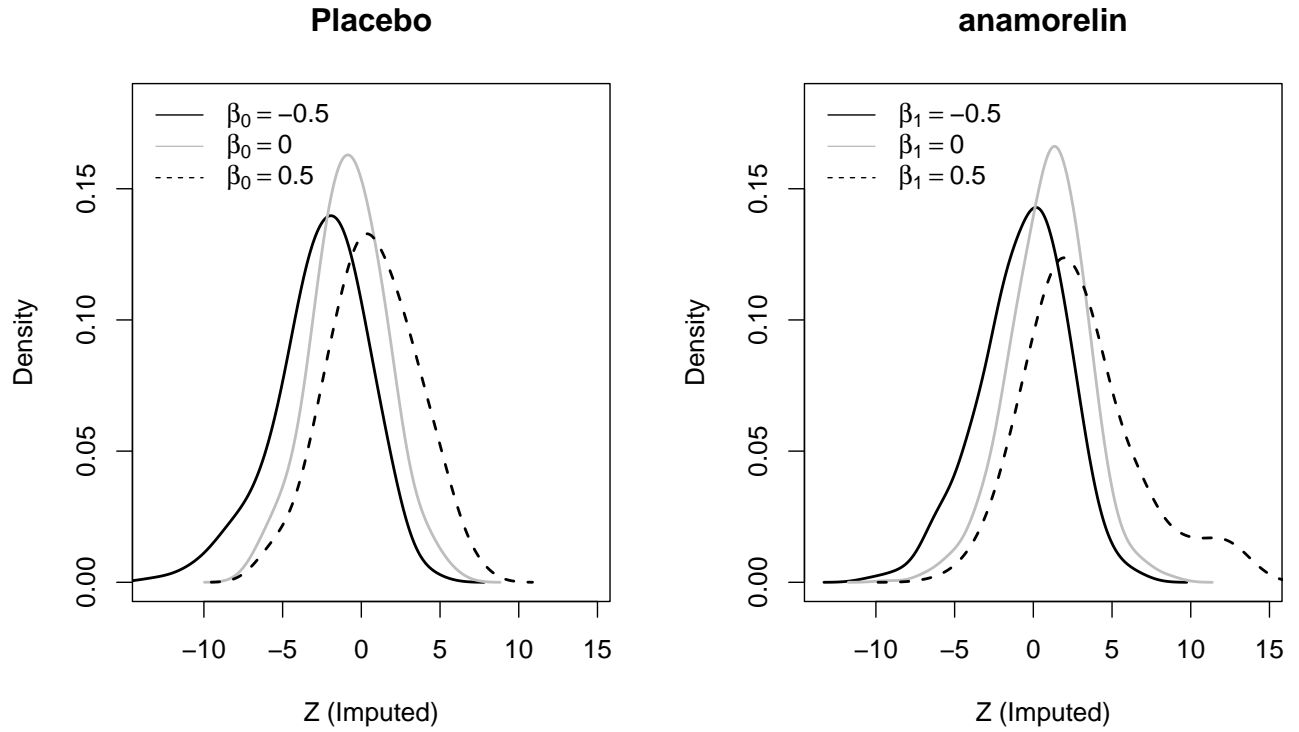 Placebo
β0 = −0.5
β0 = 0
β0 = 0.5
Density
0.00 0.05 0.10 0.15
−10 −5 0 5 10 15
Z (Imputed)
anamorelin
β1 = −0.5
β1 = 0
β1 = 0.5
Density
0.00 0.05 0.10 0.15
−10 −5 0 5 10 15
Z (Imputed)